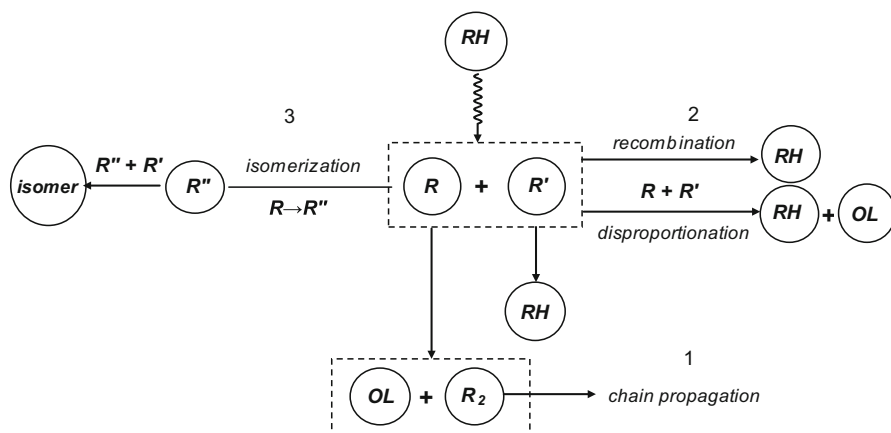 RH
3
2
R'' + R'
isomerization
recombination
RH
isomer
R''
R
+
R'
R→R''
R + R'
RH
+
OL
disproportionation
RH
1
OL
+
R2
chain propagation